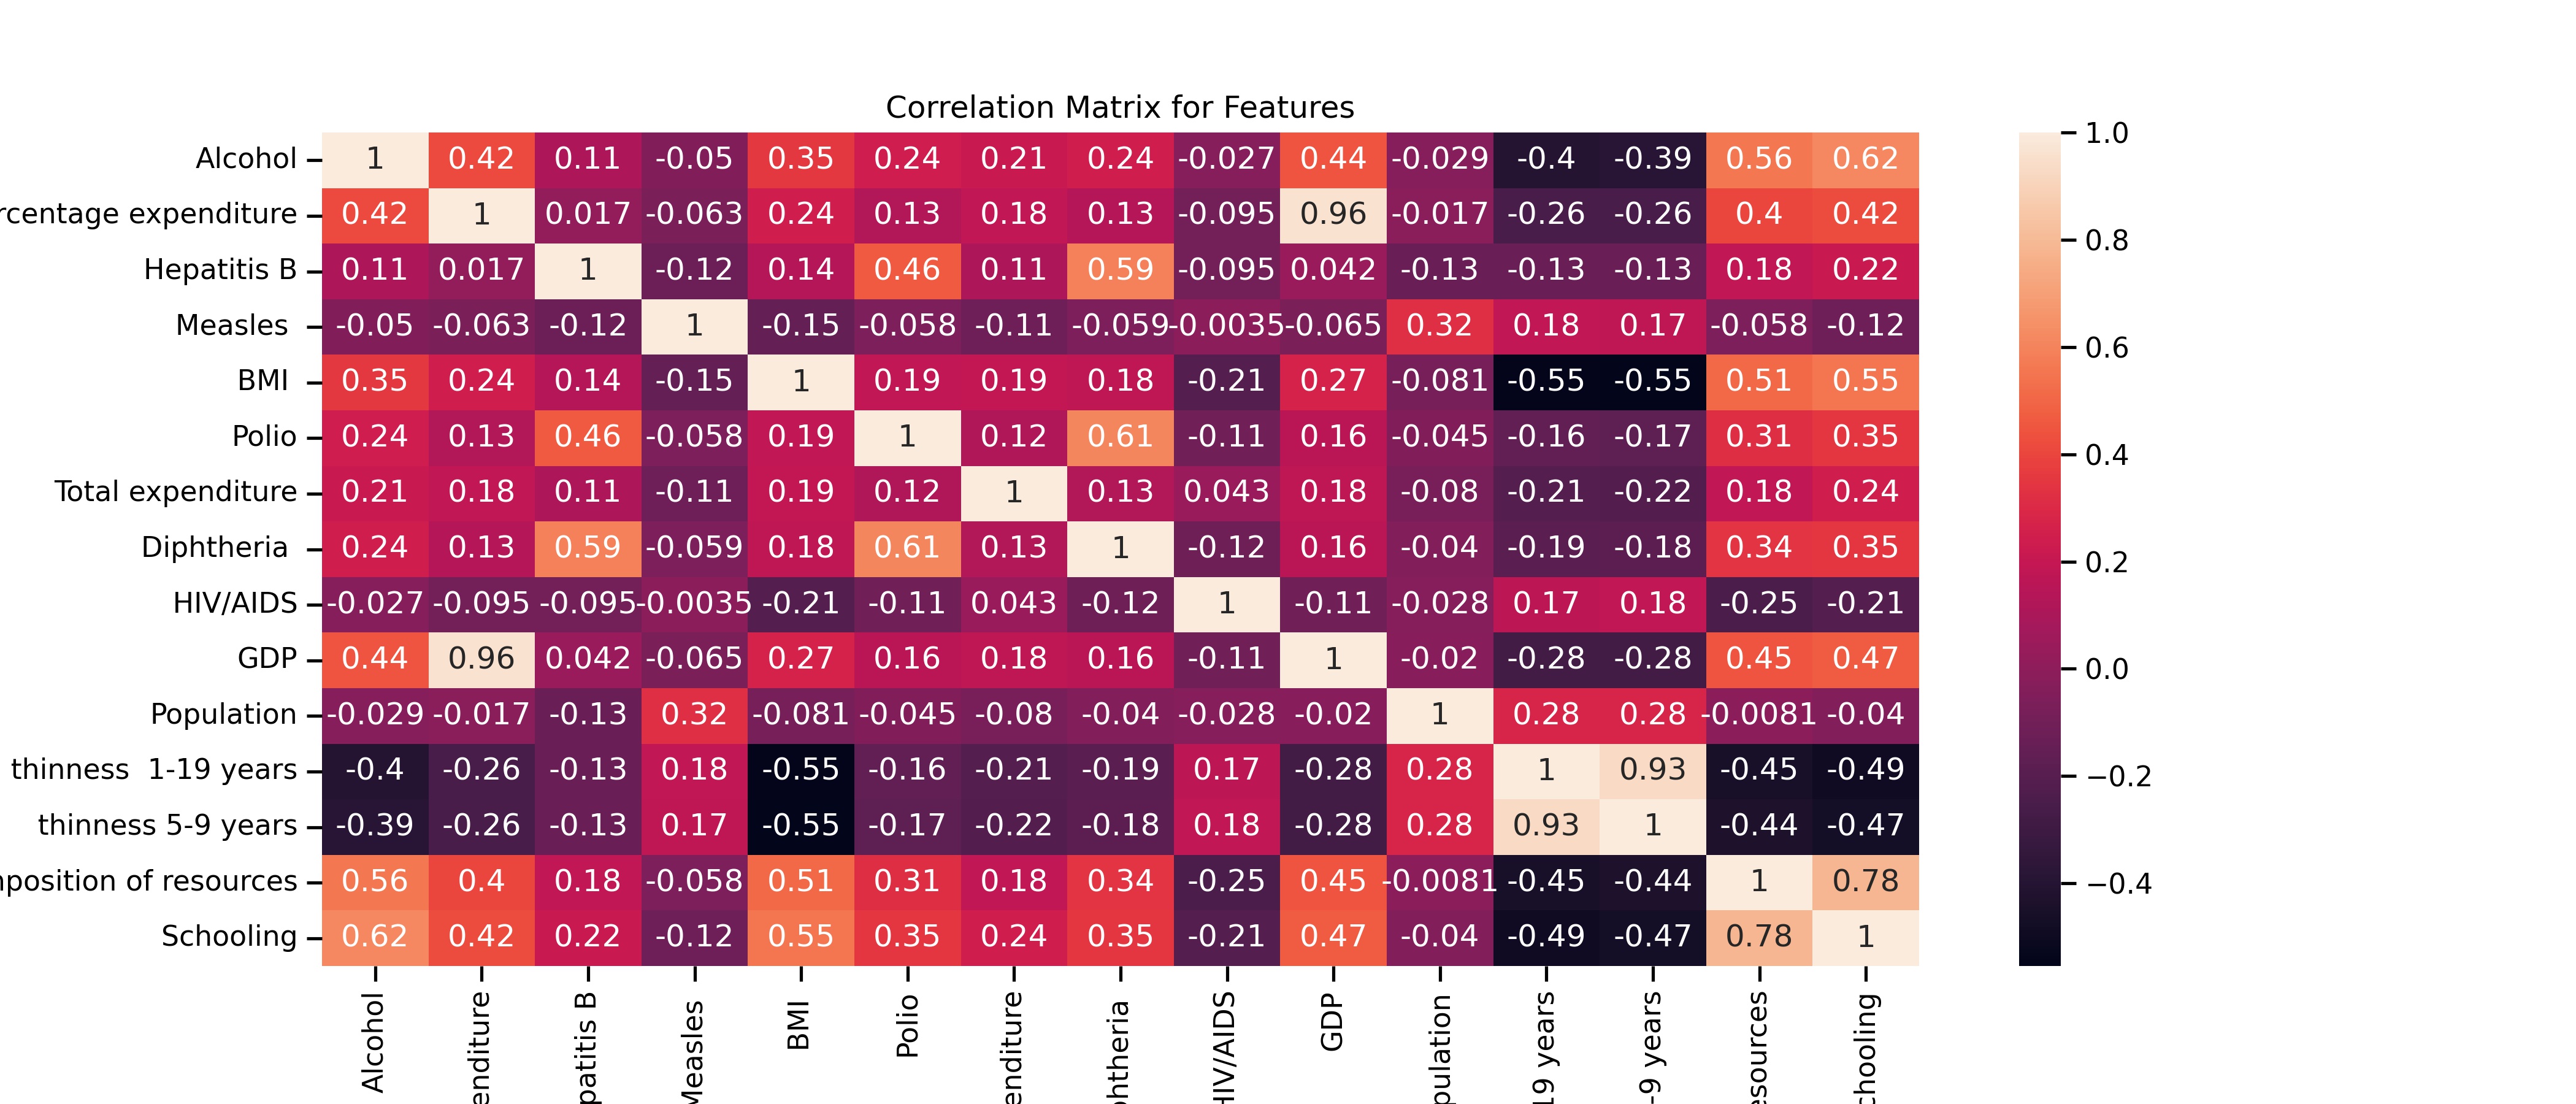 Correlation Matrix for Features
Alcohol 1 0.42 0.11 -0.05 0.35 0.24 0.21 0.24 -0.027 0.44 -0.029 -0.4 -0.39 0.56 0.62
rcentage expenditure 0.42 1 0.017 -0.063 0.24 0.13 0.18 0.13 -0.095 0.96 -0.017 -0.26 -0.26 0.4 0.42
Hepatitis B 0.11 0.017 1 -0.12 0.14 0.46 0.11 0.59 -0.095 0.042 -0.13 -0.13 -0.13 0.18 0.22
Measles -0.05 -0.063 -0.12 1 -0.15 -0.058 -0.11 -0.059 -0.0035 -0.065 0.32 0.18 0.17 -0.058 -0.12
BMI 0.35 0.24 0.14 -0.15 1 0.19 0.19 0.18 -0.21 0.27 -0.081 -0.55 -0.55 0.51 0.55
Polio 0.24 0.13 0.46 -0.058 0.19 1 0.12 0.61 -0.11 0.16 -0.045 -0.16 -0.17 0.31 0.35
Total expenditure 0.21 0.18 0.11 -0.11 0.19 0.12 1 0.13 0.043 0.18 -0.08 -0.21 -0.22 0.18 0.24
Diphtheria 0.24 0.13 0.59 -0.059 0.18 0.61 0.13 1 -0.12 0.16 -0.04 -0.19 -0.18 0.34 0.35
HIV/AIDS -0.027 -0.095 -0.095 -0.0035 -0.21 -0.11 0.043 -0.12 1 -0.11 -0.028 0.17 0.18 -0.25 -0.21
GDP 0.44 0.96 0.042 -0.065 0.27 0.16 0.18 0.16 -0.11 1 -0.02 -0.28 -0.28 0.45 0.47
Population -0.029 -0.017 -0.13 0.32 -0.081 -0.045 -0.08 -0.04 -0.028 -0.02 1 0.28 0.28 -0.0081 -0.04
thinness  1-19 years -0.4 -0.26 -0.13 0.18 -0.55 -0.16 -0.21 -0.19 0.17 -0.28 0.28 1 0.93 -0.45 -0.49
thinness 5-9 years -0.39 -0.26 -0.13 0.17 -0.55 -0.17 -0.22 -0.18 0.18 -0.28 0.28 0.93 1 -0.44 -0.47
position of resources 0.56 0.4 0.18 -0.058 0.51 0.31 0.18 0.34 -0.25 0.45 -0.0081 -0.45 -0.44 1 0.78
Schooling 0.62 0.42 0.22 -0.12 0.55 0.35 0.24 0.35 -0.21 0.47 -0.04 -0.49 -0.47 0.78 1
Alcohol
enditure
patitis B
Measles
BMI
Polio
enditure
htheria
HIV/AIDS
GDP
pulation
19 years
-9 years
esources
chooling
1.0
0.8
0.6
0.4
0.2
0.0
−0.2
−0.4